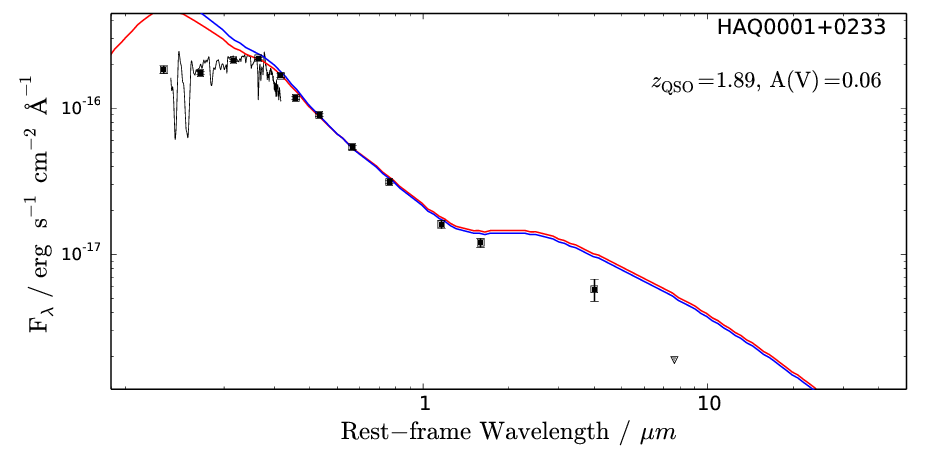 HAQ0001+0233
z_QSO=1.89, A(V)=0.06
10^-16
10^-17
F_λ / erg s^−1 cm^−2 Å^−1
1 10
Rest−frame Wavelength / μm